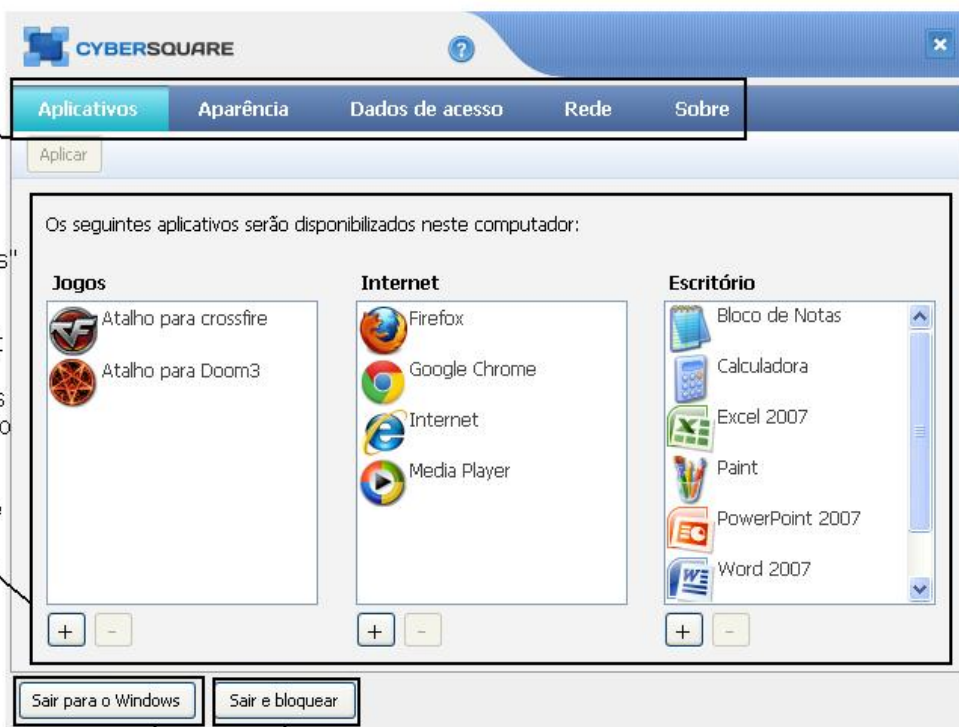 CYBERSQUARE
?
Aplicativos Aparência Dados de acesso Rede Sobre
Aplicar
Os seguintes aplicativos serão disponibilizados neste computador:
s"
s
o
Jogos
Atalho para crossfire
Atalho para Doom3
+ -
Internet
Firefox
Google Chrome
Internet
Media Player
+ -
Escritório
Bloco de Notas
Calculadora
Excel 2007
Paint
PowerPoint 2007
Word 2007
+ -
Sair para o Windows Sair e bloquear